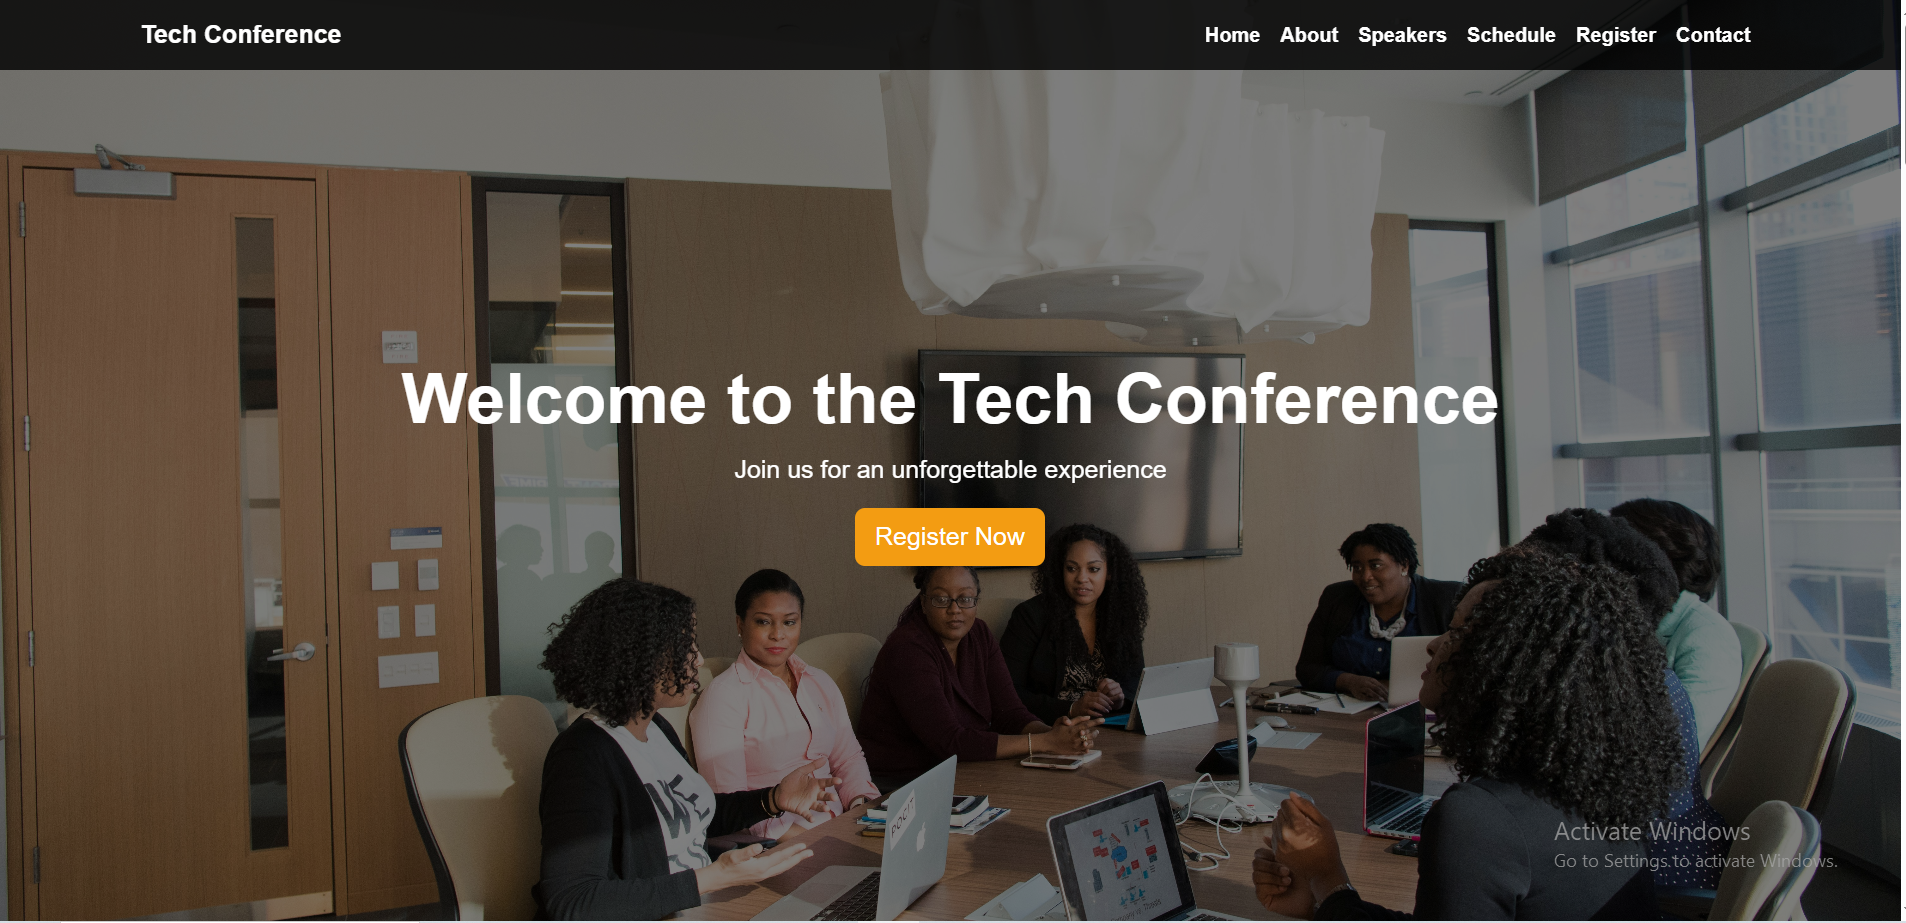 Tech Conference
Home About Speakers Schedule Register Contact
Welcome to the Tech Conference
Join us for an unforgettable experience
Register Now
Activate Windows
Go to Settings to activate Windows.